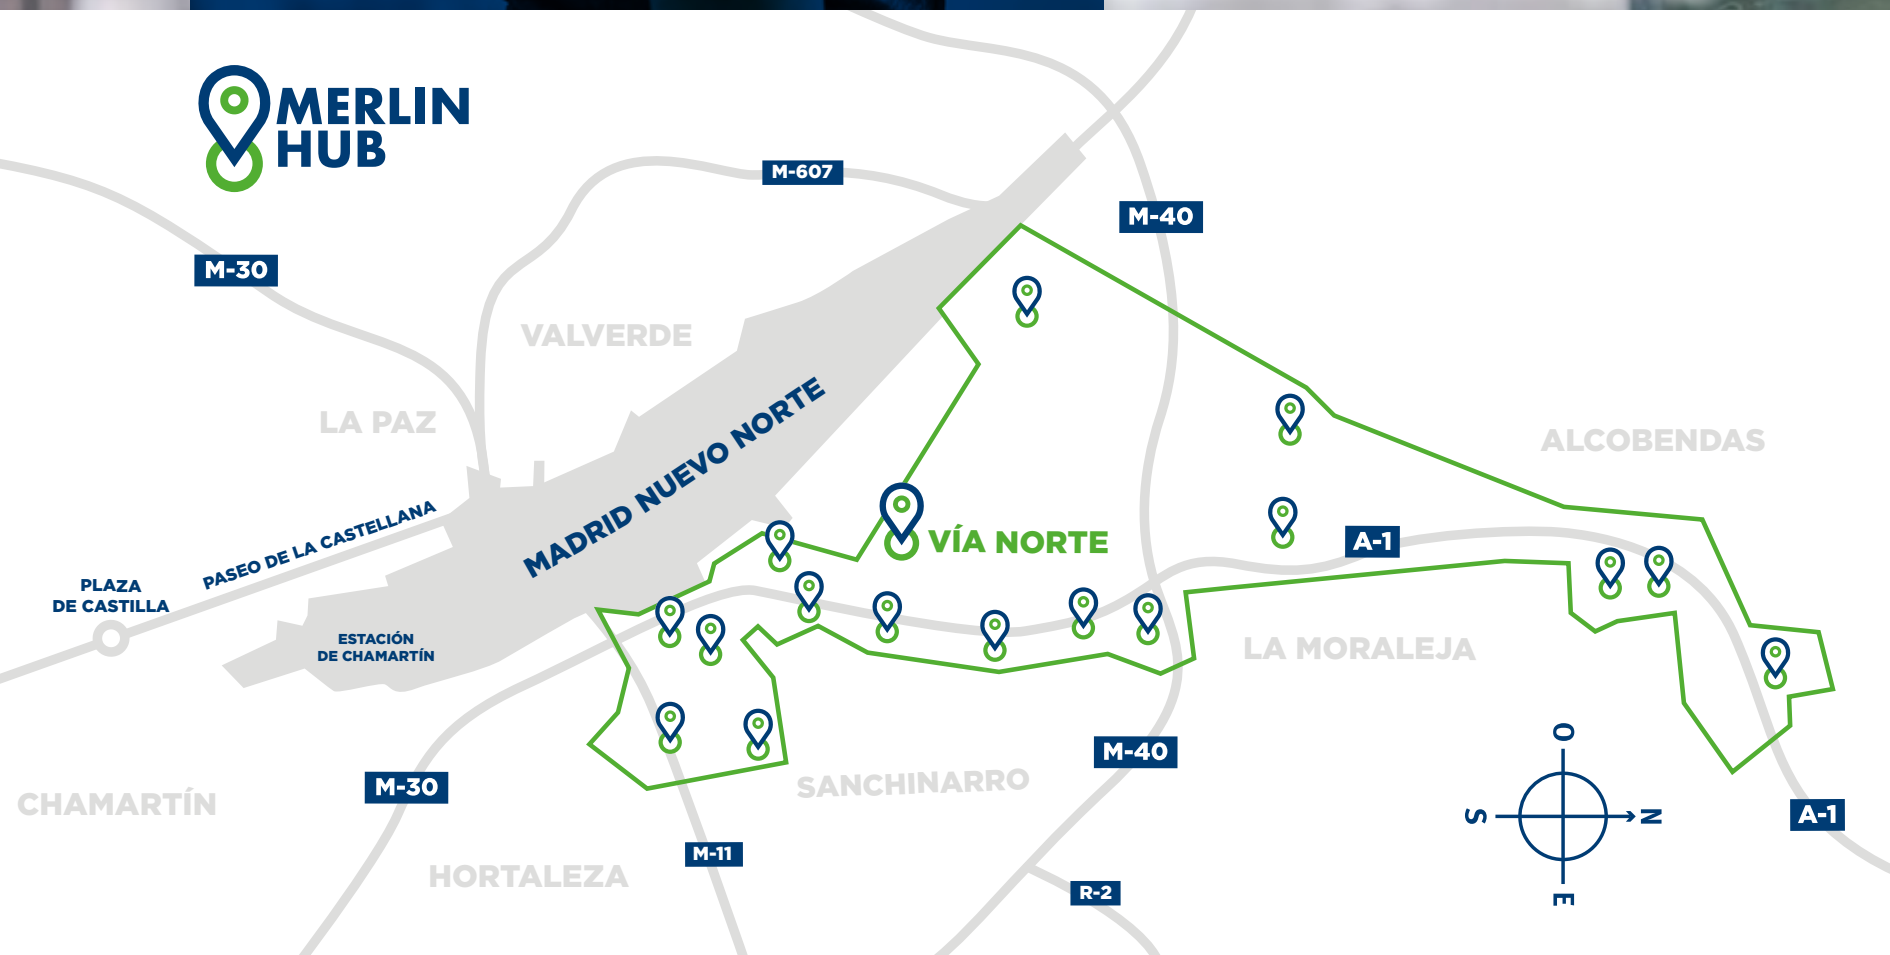 MERLIN
HUB
M-607
M-40
M-30
VALVERDE
LA PAZ
MADRID NUEVO NORTE
ALCOBENDAS
PASEO DE LA CASTELLANA
VÍA NORTE
A-1
PLAZA
DE CASTILLA
ESTACIÓN
DE CHAMARTÍN
LA MORALEJA
O
S
N
E
M-40
M-30
SANCHINARRO
CHAMARTÍN
A-1
M-11
HORTALEZA
R-2